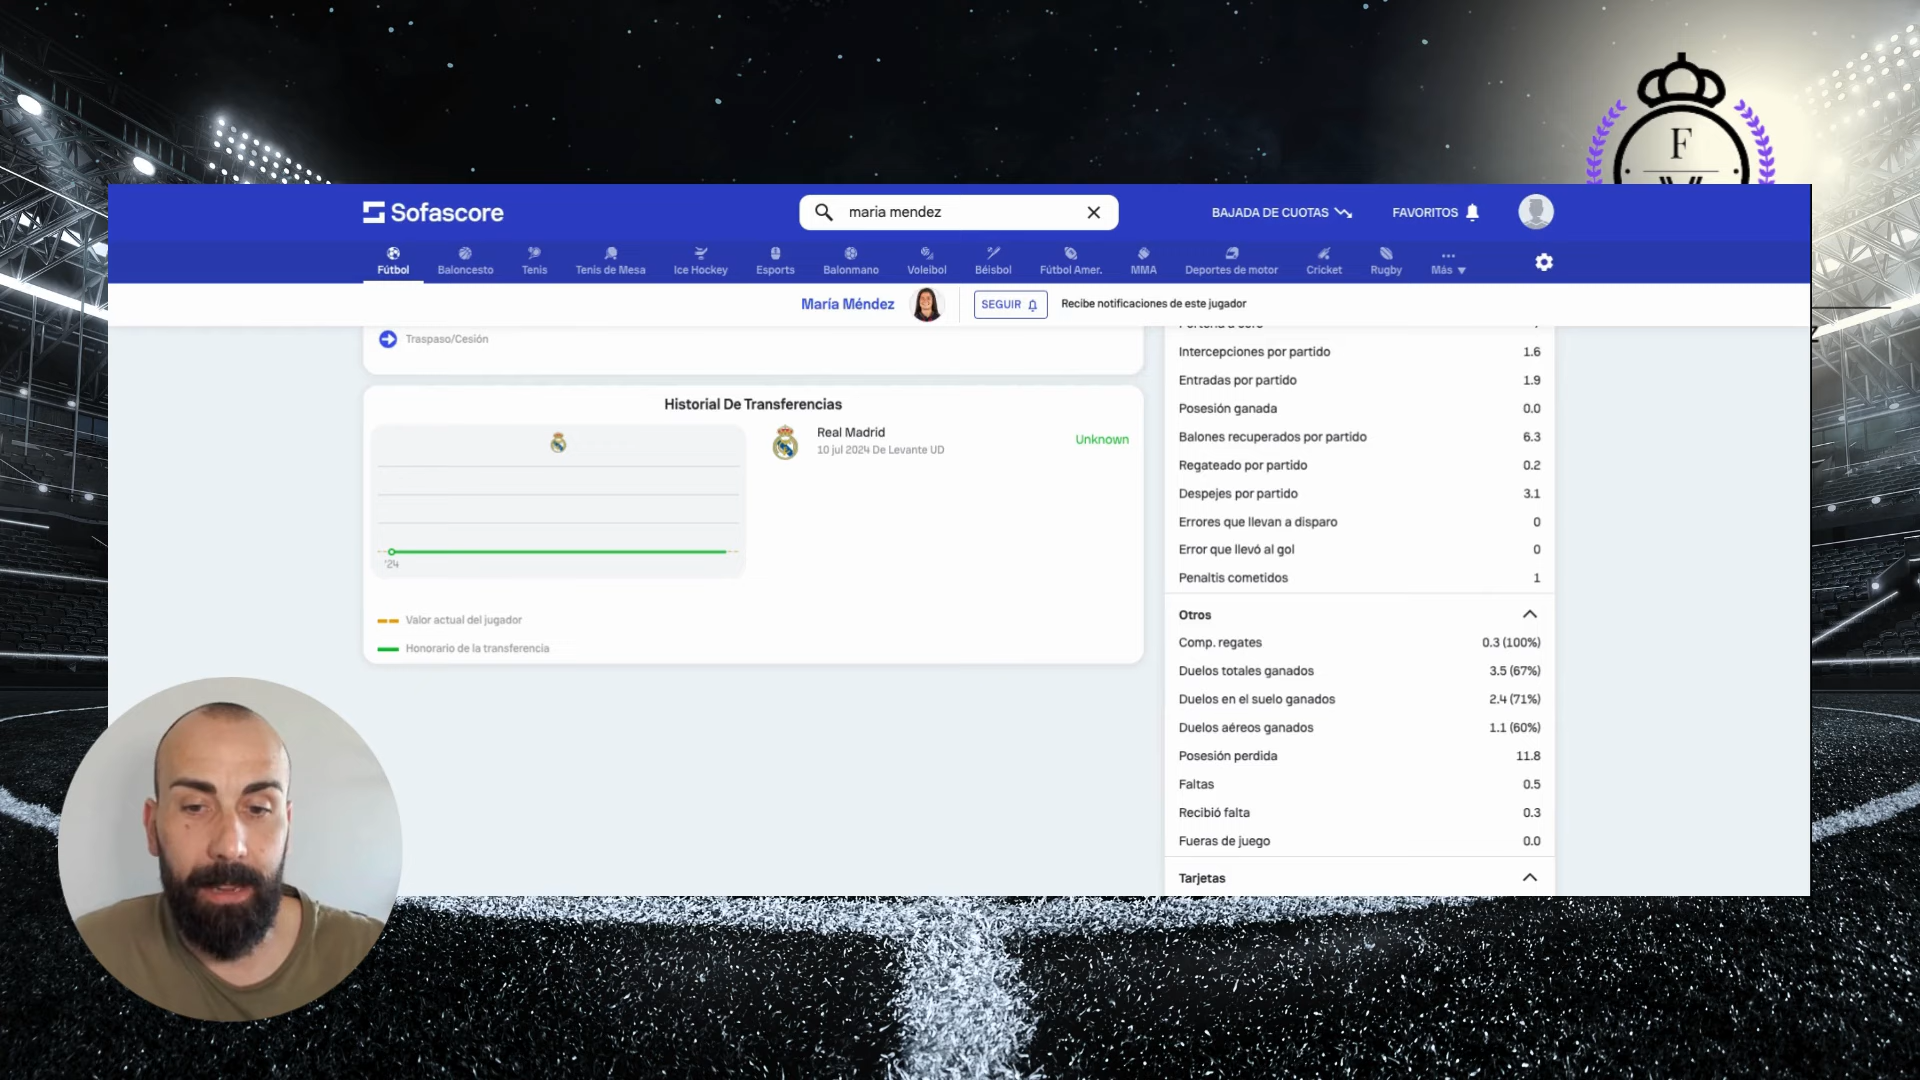 F
Sofascore
maria mendez
BAJADA DE CUOTAS
FAVORITOS
Fútbol
Baloncesto
Tenis
Tenis de Mesa
Ice Hockey
Esports
Balonmano
Voleibol
Béisbol
Fútbol Amer.
MMA
Deportes de motor
Cricket
Rugby
Más
María Méndez
SEGUIR
Recibe notificaciones de este jugador
Traspaso/Cesión
Historial De Transferencias
Real Madrid
10 jul 2024 De Levante UD
Unknown
'24
Valor actual del jugador
Honorario de la transferencia
Intercepciones por partido 1.6
Entradas por partido 1.9
Posesión ganada 0.0
Balones recuperados por partido 6.3
Regateado por partido 0.2
Despejes por partido 3.1
Errores que llevan a disparo 0
Error que llevó al gol 0
Penaltis cometidos 1
Otros
Comp. regates 0.3 (100%)
Duelos totales ganados 3.5 (67%)
Duelos en el suelo ganados 2.4 (71%)
Duelos aéreos ganados 1.1 (60%)
Posesión perdida 11.8
Faltas 0.5
Recibió falta 0.3
Fueras de juego 0.0
Tarjetas